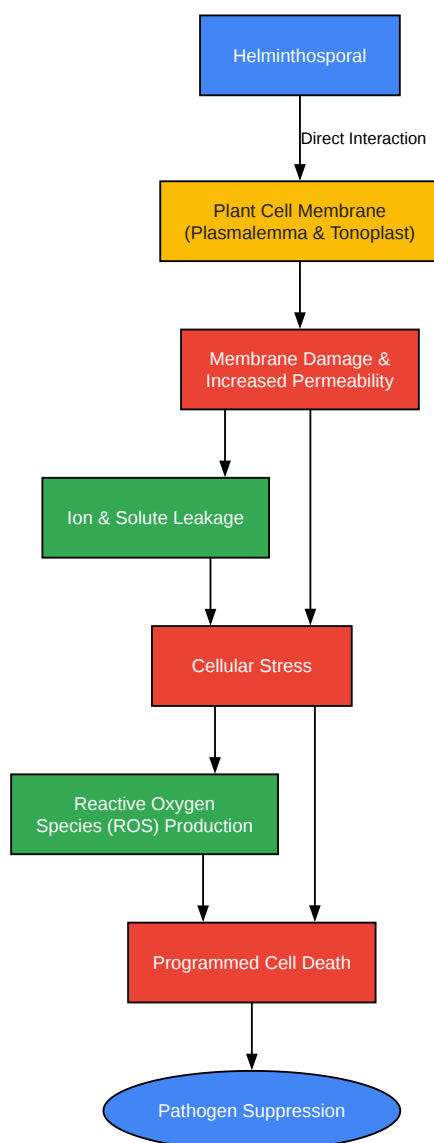 Helminthosporal
Direct Interaction
Plant Cell Membrane
(Plasmalemma & Tonoplast)
Membrane Damage &
Increased Permeability
Ion & Solute Leakage
Cellular Stress
Reactive Oxygen
Species (ROS) Production
Programmed Cell Death
Pathogen Suppression